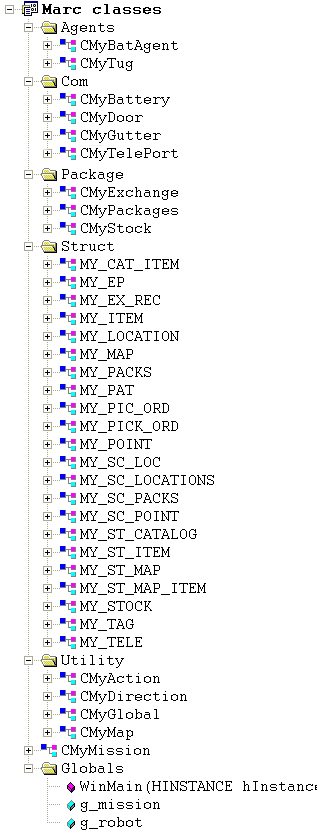 Marc classes
Agents
CMyBatAgent
CMyTug
Com
CMyBattery
CMyDoor
CMyGutter
CMyTelePort
Package
CMyExchange
CMyPackages
CMyStock
Struct
MY_CAT_ITEM
MY_EP
MY_EX_REC
MY_ITEM
MY_LOCATION
MY_MAP
MY_PACKS
MY_PAT
MY_PIC_ORD
MY_PICK_ORD
MY_POINT
MY_SC_LOC
MY_SC_LOCATIONS
MY_SC_PACKS
MY_SC_POINT
MY_ST_CATALOG
MY_ST_ITEM
MY_ST_MAP
MY_ST_MAP_ITEM
MY_STOCK
MY_TAG
MY_TELE
Utility
CMyAction
CMyDirection
CMyGlobal
CMyMap
CMyMission
Globals
WinMain(HINSTANCE hInstance
g_mission
g_robot